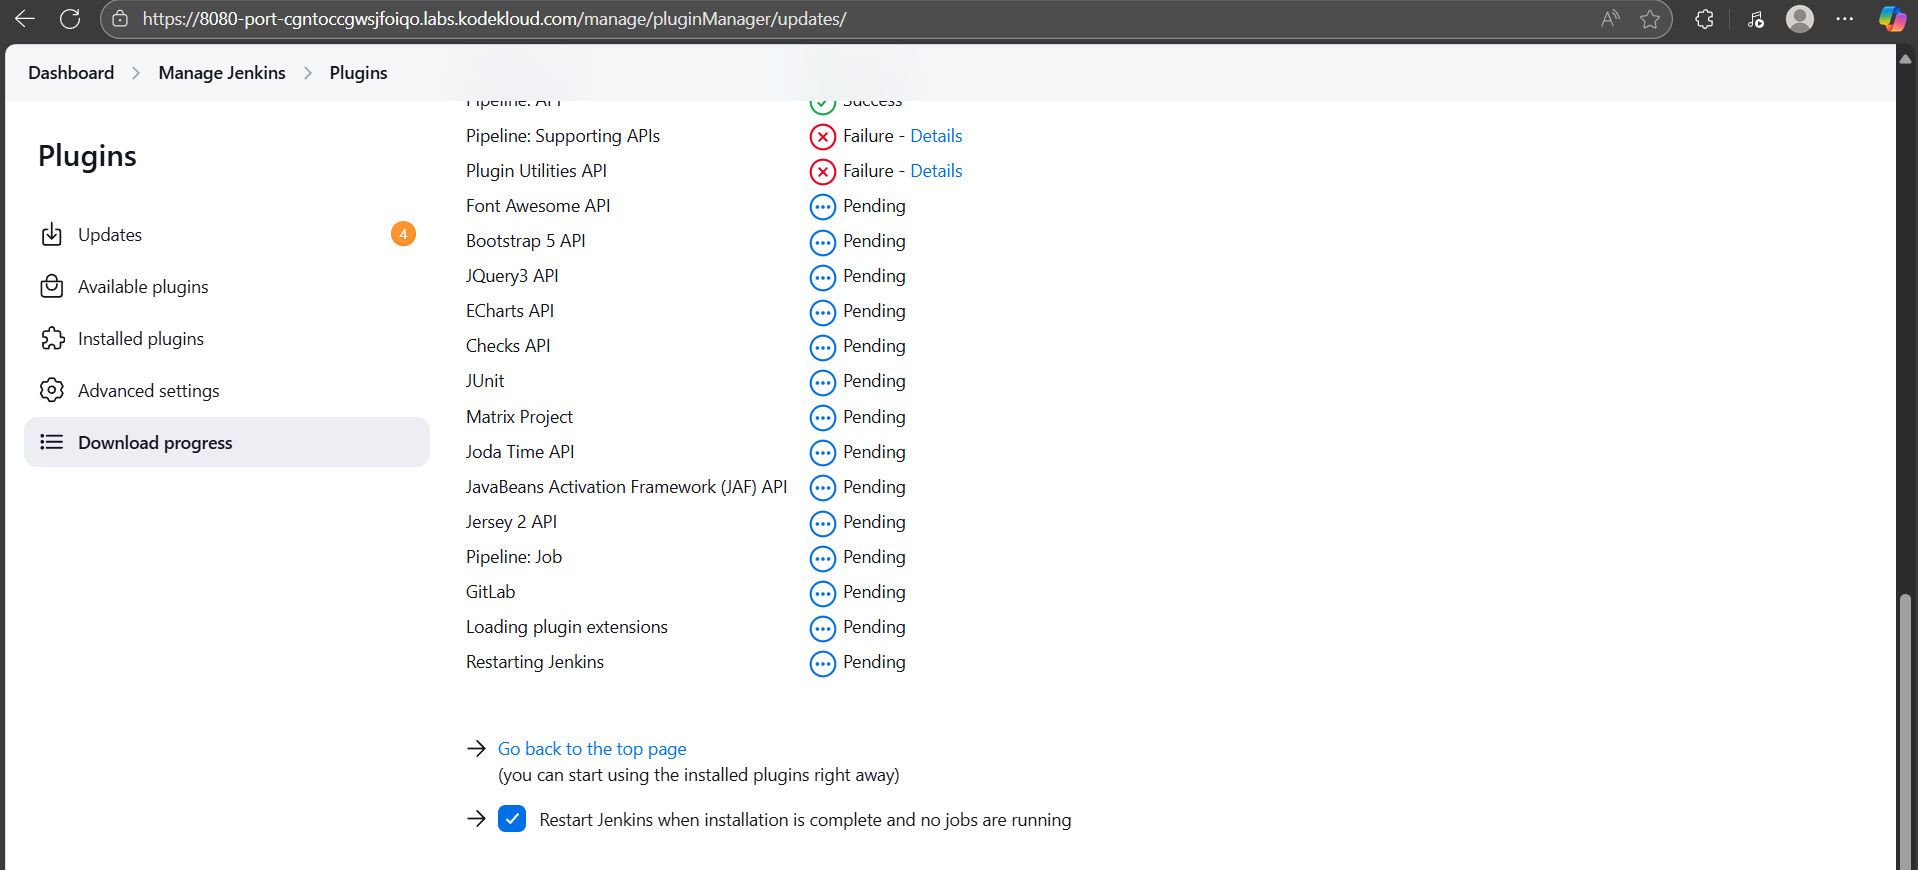 https://8080-port-cgntoccgwsjfoiqo.labs.kodekloud.com/manage/pluginManager/updates/
Dashboard > Manage Jenkins > Plugins
Plugins
Updates 4
Available plugins
Installed plugins
Advanced settings
Download progress
Pipeline: API Success
Pipeline: Supporting APIs Failure - Details
Plugin Utilities API Failure - Details
Font Awesome API Pending
Bootstrap 5 API Pending
JQuery3 API Pending
ECharts API Pending
Checks API Pending
JUnit Pending
Matrix Project Pending
Joda Time API Pending
JavaBeans Activation Framework (JAF) API Pending
Jersey 2 API Pending
Pipeline: Job Pending
GitLab Pending
Loading plugin extensions Pending
Restarting Jenkins Pending
→ Go back to the top page
(you can start using the installed plugins right away)
→ Restart Jenkins when installation is complete and no jobs are running